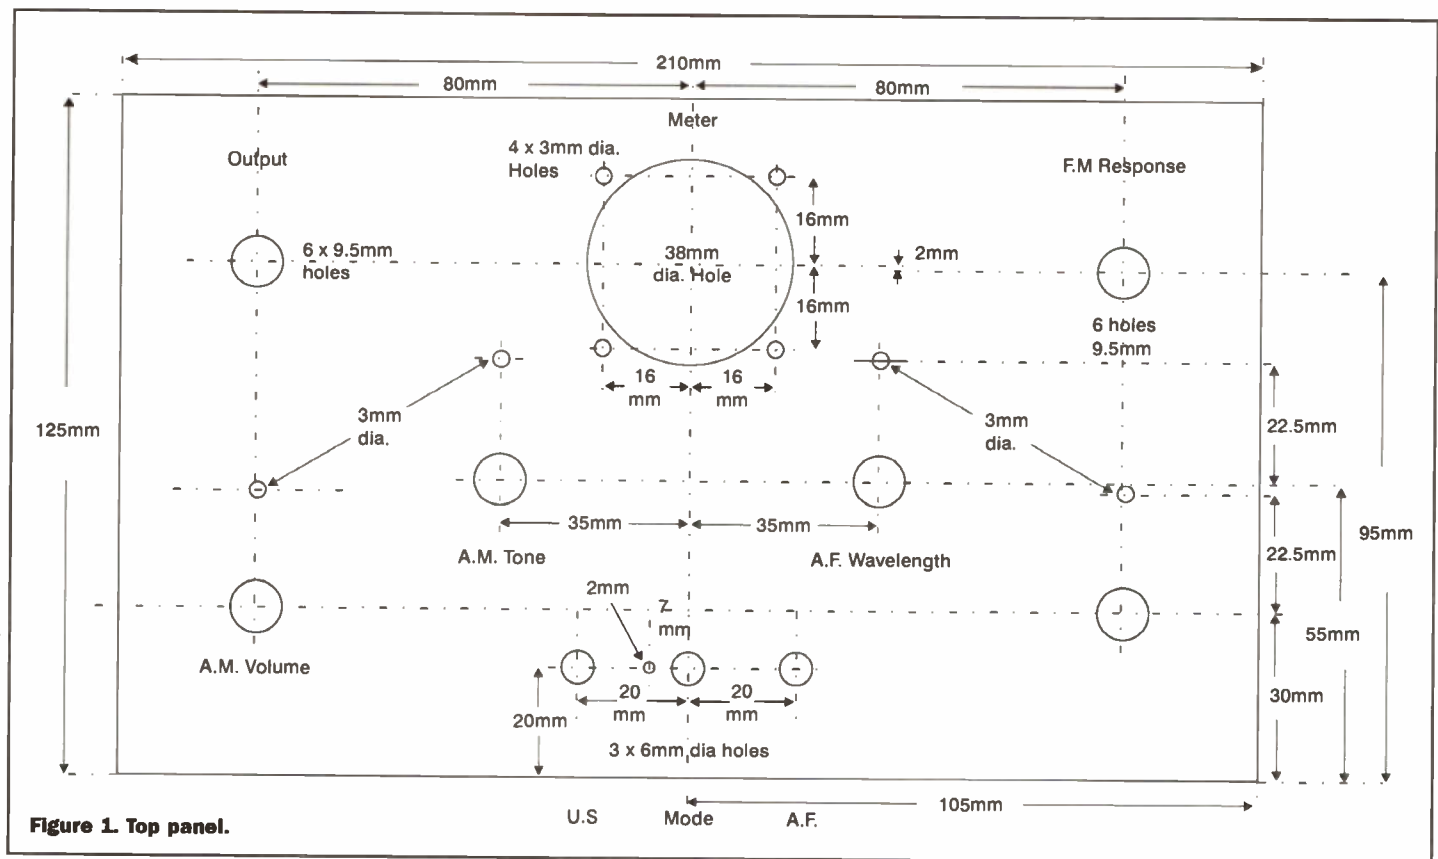 210mm
80mm
80mm
Meter
4 x 3mm dia.
Holes
Output
F.M Response
16mm
6 x 9.5mm
holes
38mm
dia. Hole
2mm
16mm
6 holes
9.5mm
16
mm
16
mm
3mm
dia.
3mm
dia.
125mm
22.5mm
35mm
35mm
95mm
A.M. Tone
A.F. Wavelength
22.5mm
2mm
7
mm
55mm
A.M. Volume
20
mm
20
mm
30mm
20mm
3 x 6mm dia holes
105mm
U.S
Mode
A.F.
Figure 1. Top panel.